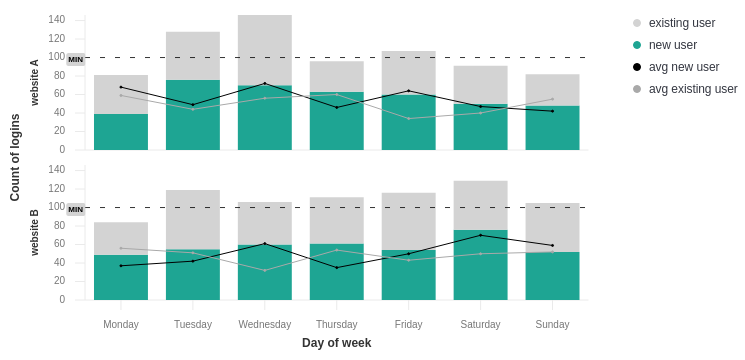 140
120
100
MIN
80
60
40
20
0
website A
existing user
new user
avg new user
avg existing user
Count of logins
140
120
100
MIN
80
60
40
20
0
website B
Monday Tuesday Wednesday Thursday Friday Saturday Sunday
Day of week